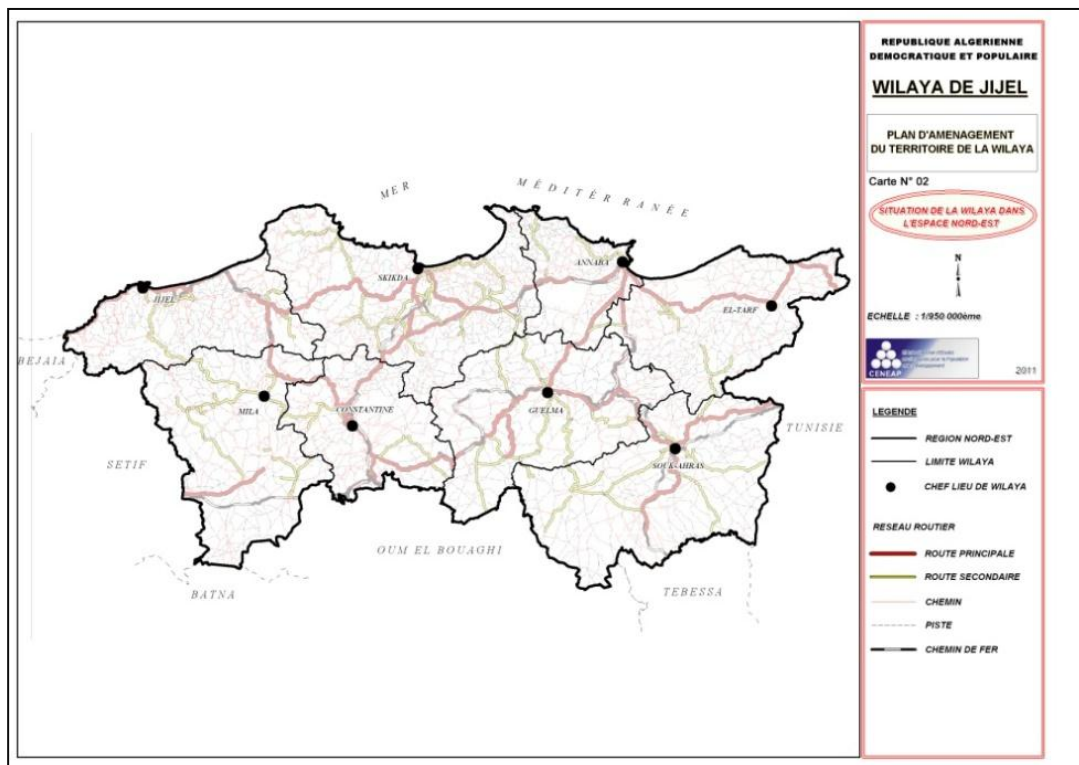 REPUBLIQUE ALGERIENNE
DEMOCRATIQUE ET POPULAIRE
WILAYA DE JIJEL
PLAN D'AMENAGEMENT
DU TERRITOIRE DE LA WILAYA
Carte N° 02
SITUATION DE LA WILAYA DANS
L'ESPACE NORD-EST
N
ECHELLE : 1/950 000ème
CENEAP
2011
LEGENDE
REGION NORD-EST
LIMITE WILAYA
CHEF LIEU DE WILAYA
RESEAU ROUTIER
ROUTE PRINCIPALE
ROUTE SECONDAIRE
CHEMIN
PISTE
CHEMIN DE FER
MER MÉDITÉRRANÉE
SKIKDA
ANNABA
JIJEL
EL-TARF
BEJAIA
MILA
CONSTANTINE
GUELMA
TUNISIE
SETIF
SOUK-AHRAS
OUM EL BOUAGHI
BATNA
TEBESSA